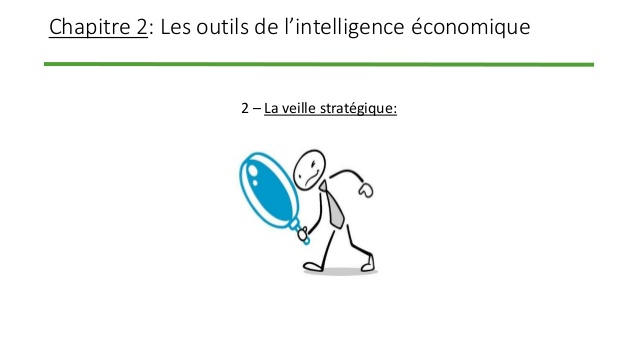 Chapitre 2: Les outils de l’intelligence économique
2 – La veille stratégique: